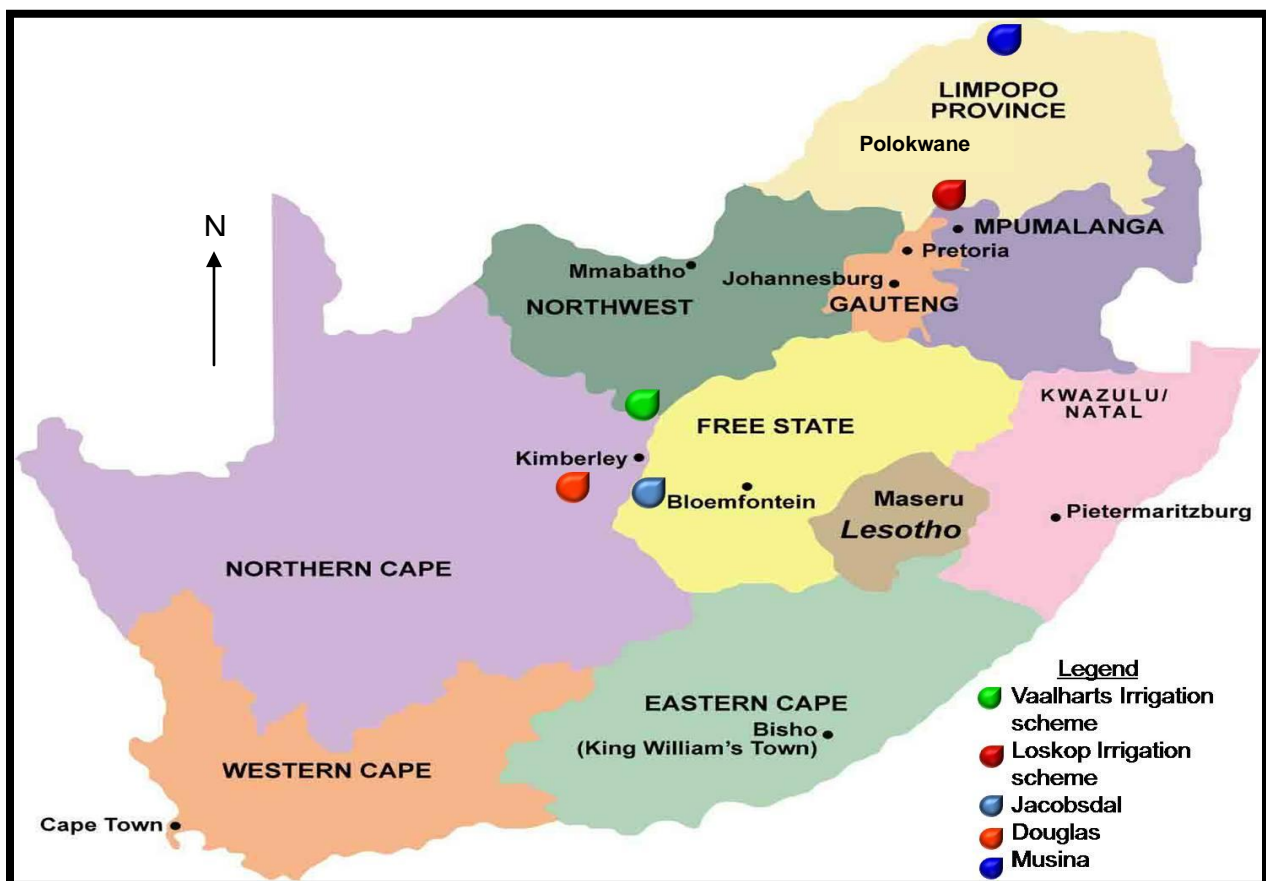 LIMPOPO
PROVINCE
Polokwane
N
MPUMALANGA
Pretoria
Mmabatho
Johannesburg
NORTHWEST
GAUTENG
KWAZULU/
NATAL
FREE STATE
Kimberley
Maseru
Bloemfontein
Lesotho
Pietermaritzburg
NORTHERN CAPE
EASTERN CAPE
Bisho
(King William's Town)
WESTERN CAPE
Cape Town
Legend
Vaalharts Irrigation
scheme
Loskop Irrigation
scheme
Jacobsdal
Douglas
Musina